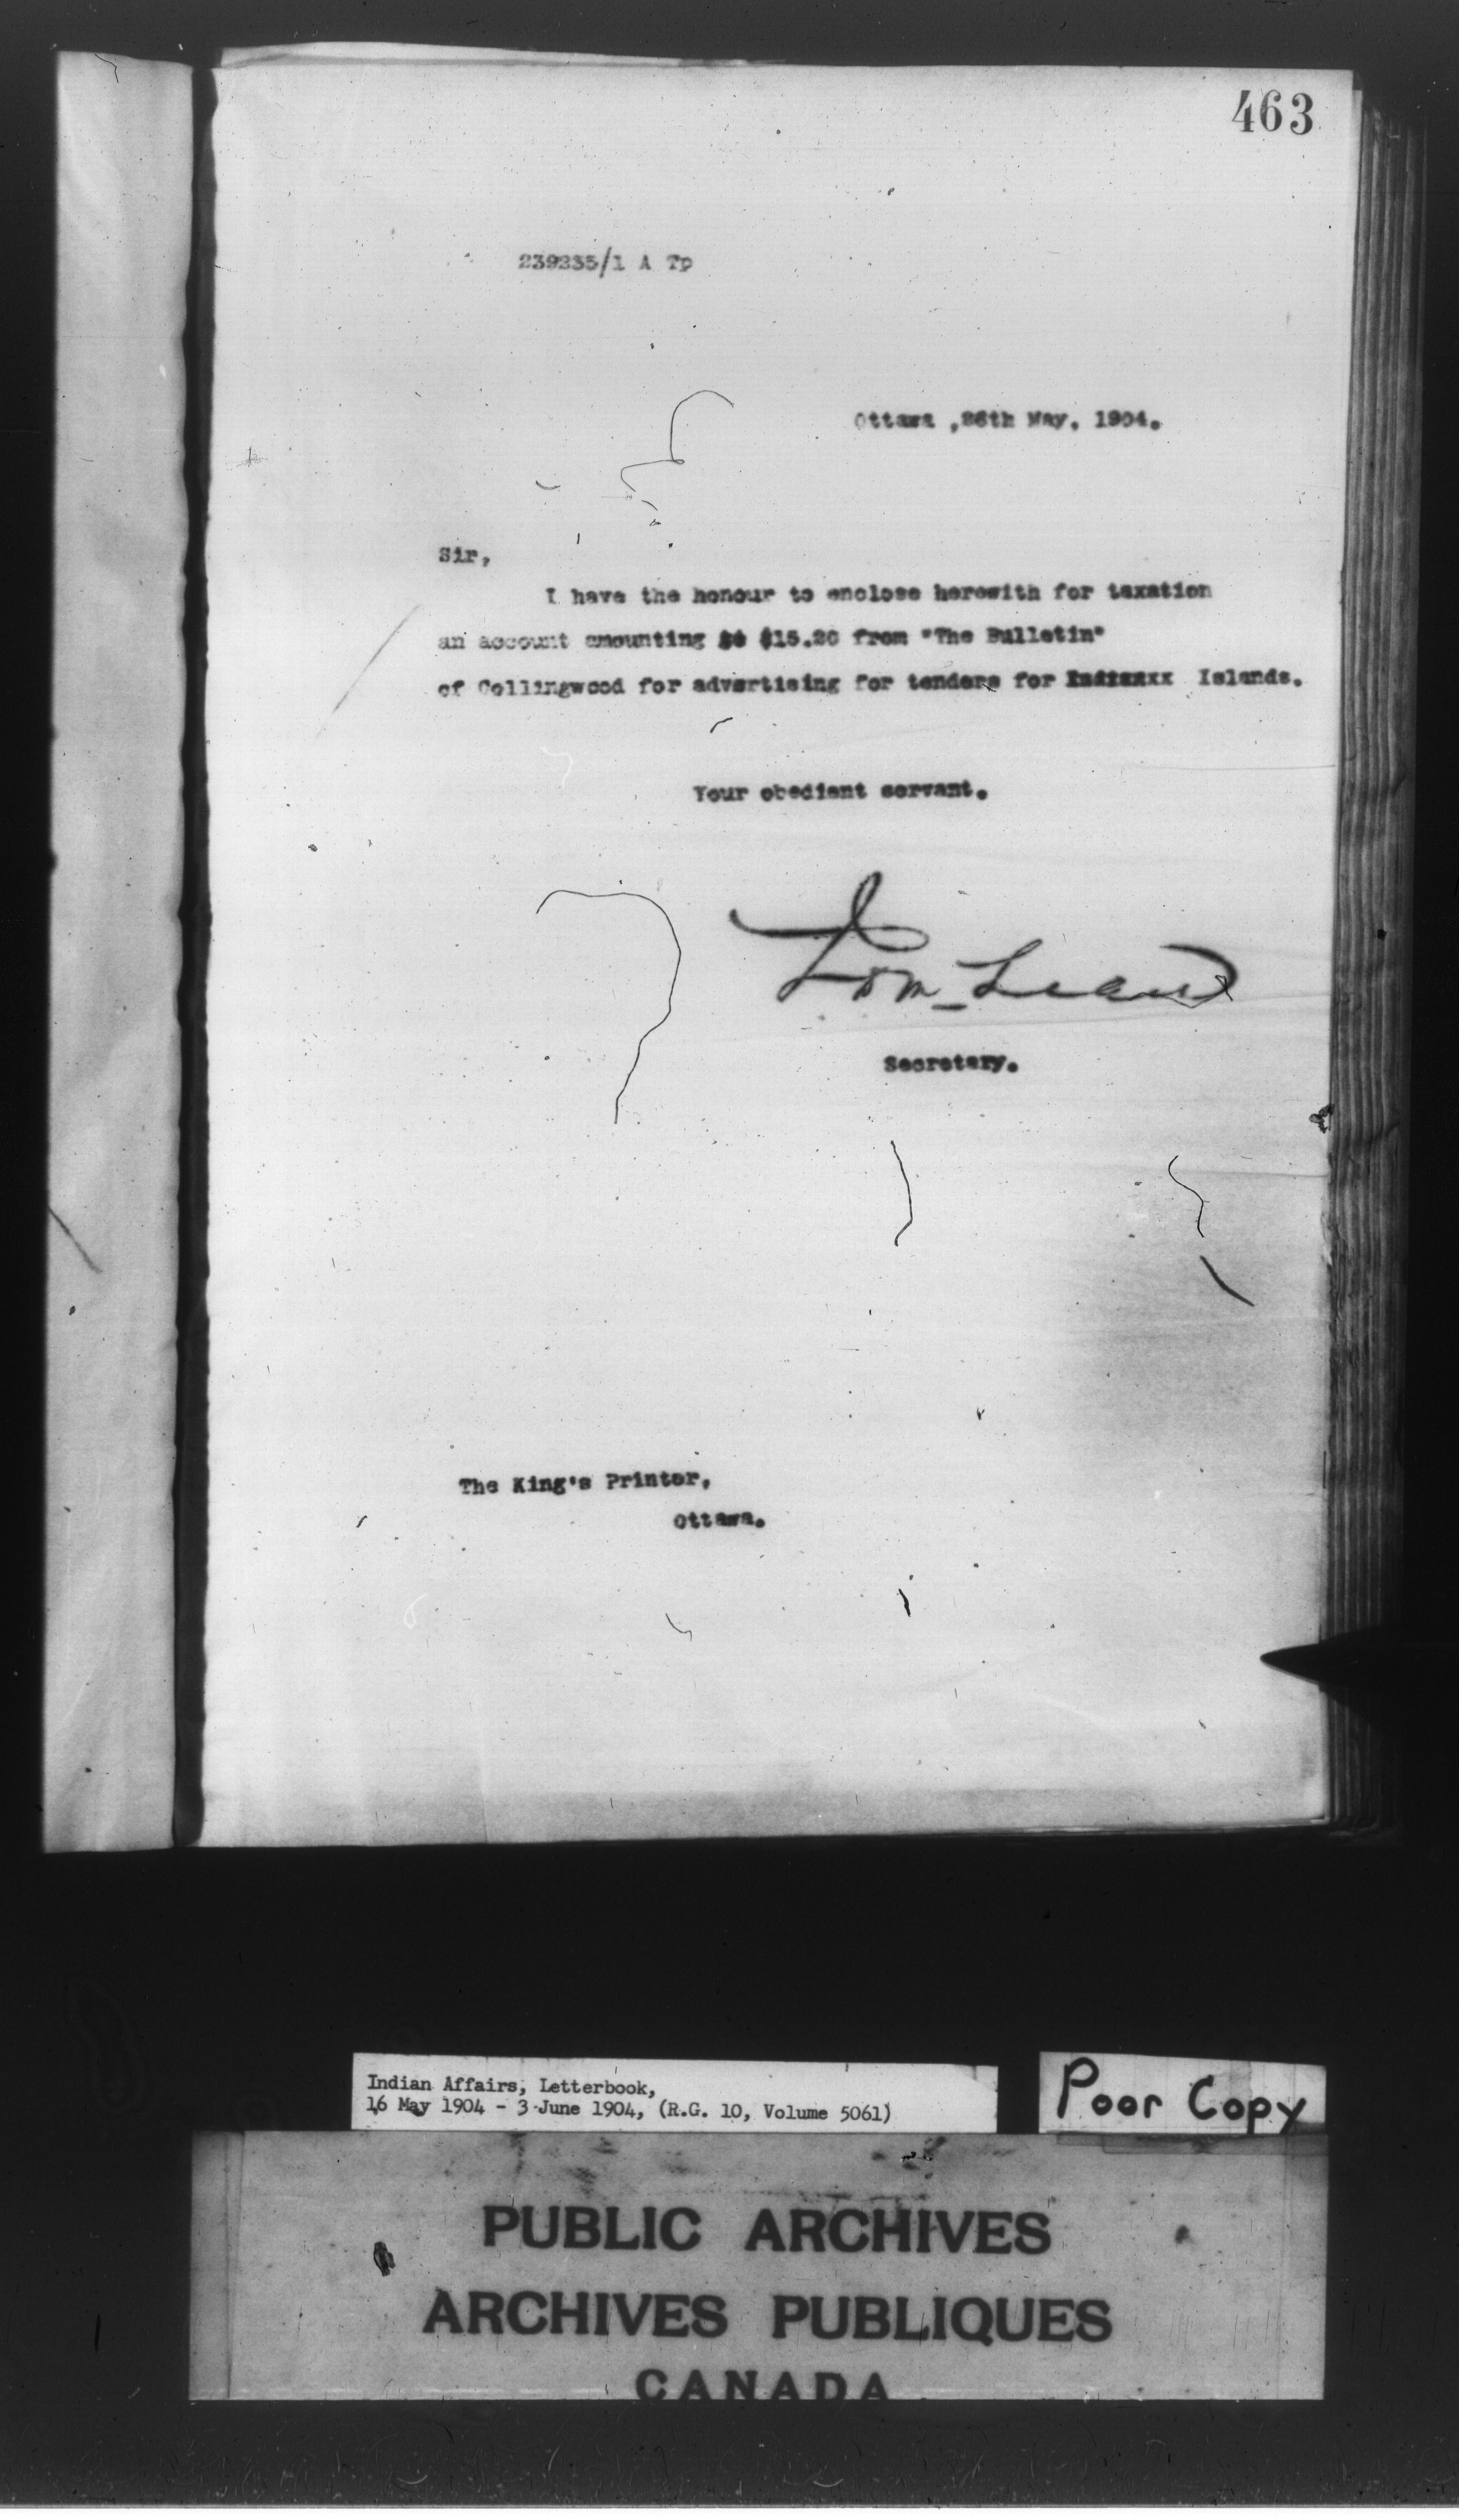 463
239235/1 A Tp
Ottawa ,26th May, 1904.
Sir,
I have the honour to enclose herewith for taxation
an account amounting to $15.20 from "The Bulletin"
of Collingwood for advertising for tenders for Indianxx Islands.
Your obedient servant.
Secretary.
The King's Printer,
Ottawa.
Indian Affairs, Letterbook,
16 May 1904 - 3 June 1904, (R.G. 10, Volume 5061)
Poor Copy
PUBLIC ARCHIVES
ARCHIVES PUBLIQUES
CANADA